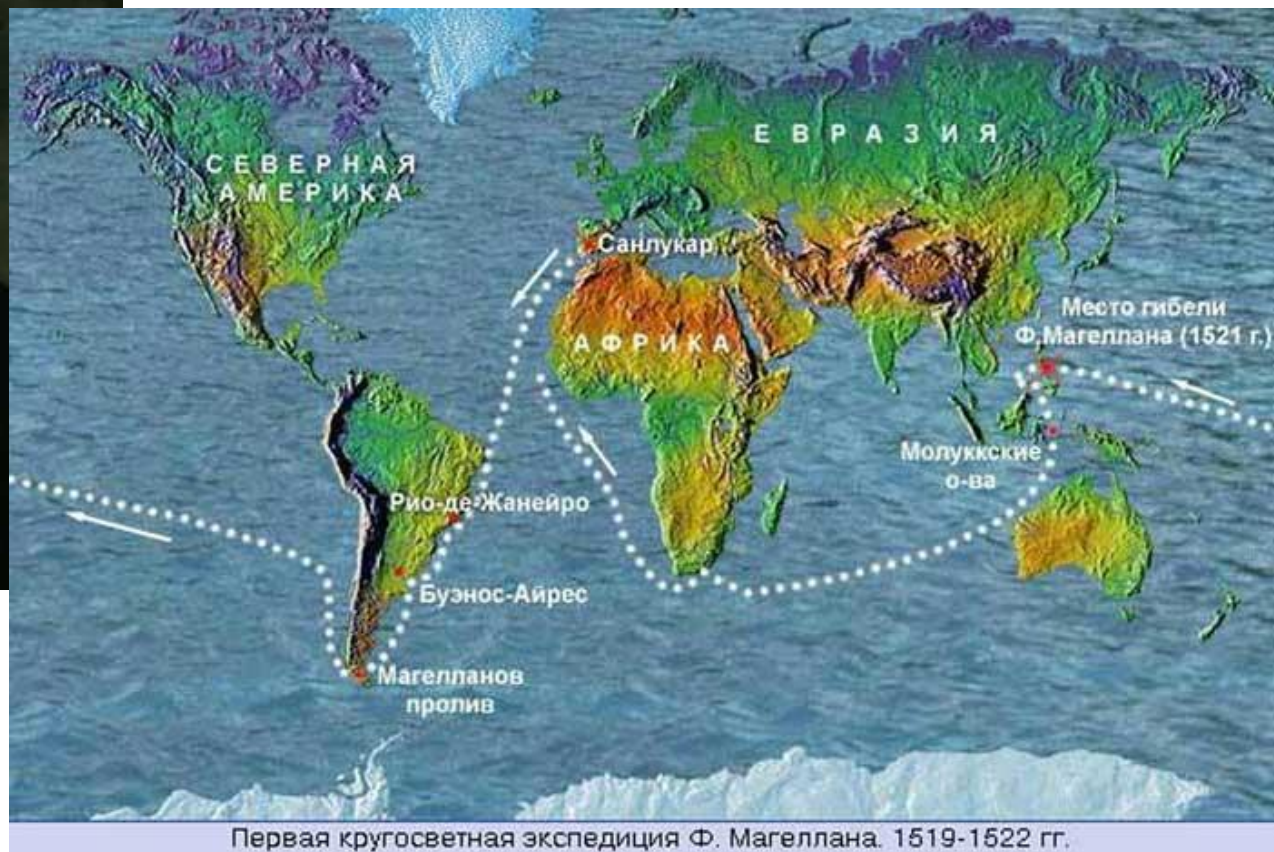 СЕВЕРНАЯ
АМЕРИКА
ЕВРАЗИЯ
Санлукар
АФРИКА
Место гибели
Ф.Магеллана (1521 г.)
Молуккские
о-ва
Рио-де-Жанейро
Буэнос-Айрес
Магелланов
пролив
Первая кругосветная экспедиция Ф. Магеллана. 1519-1522 гг.